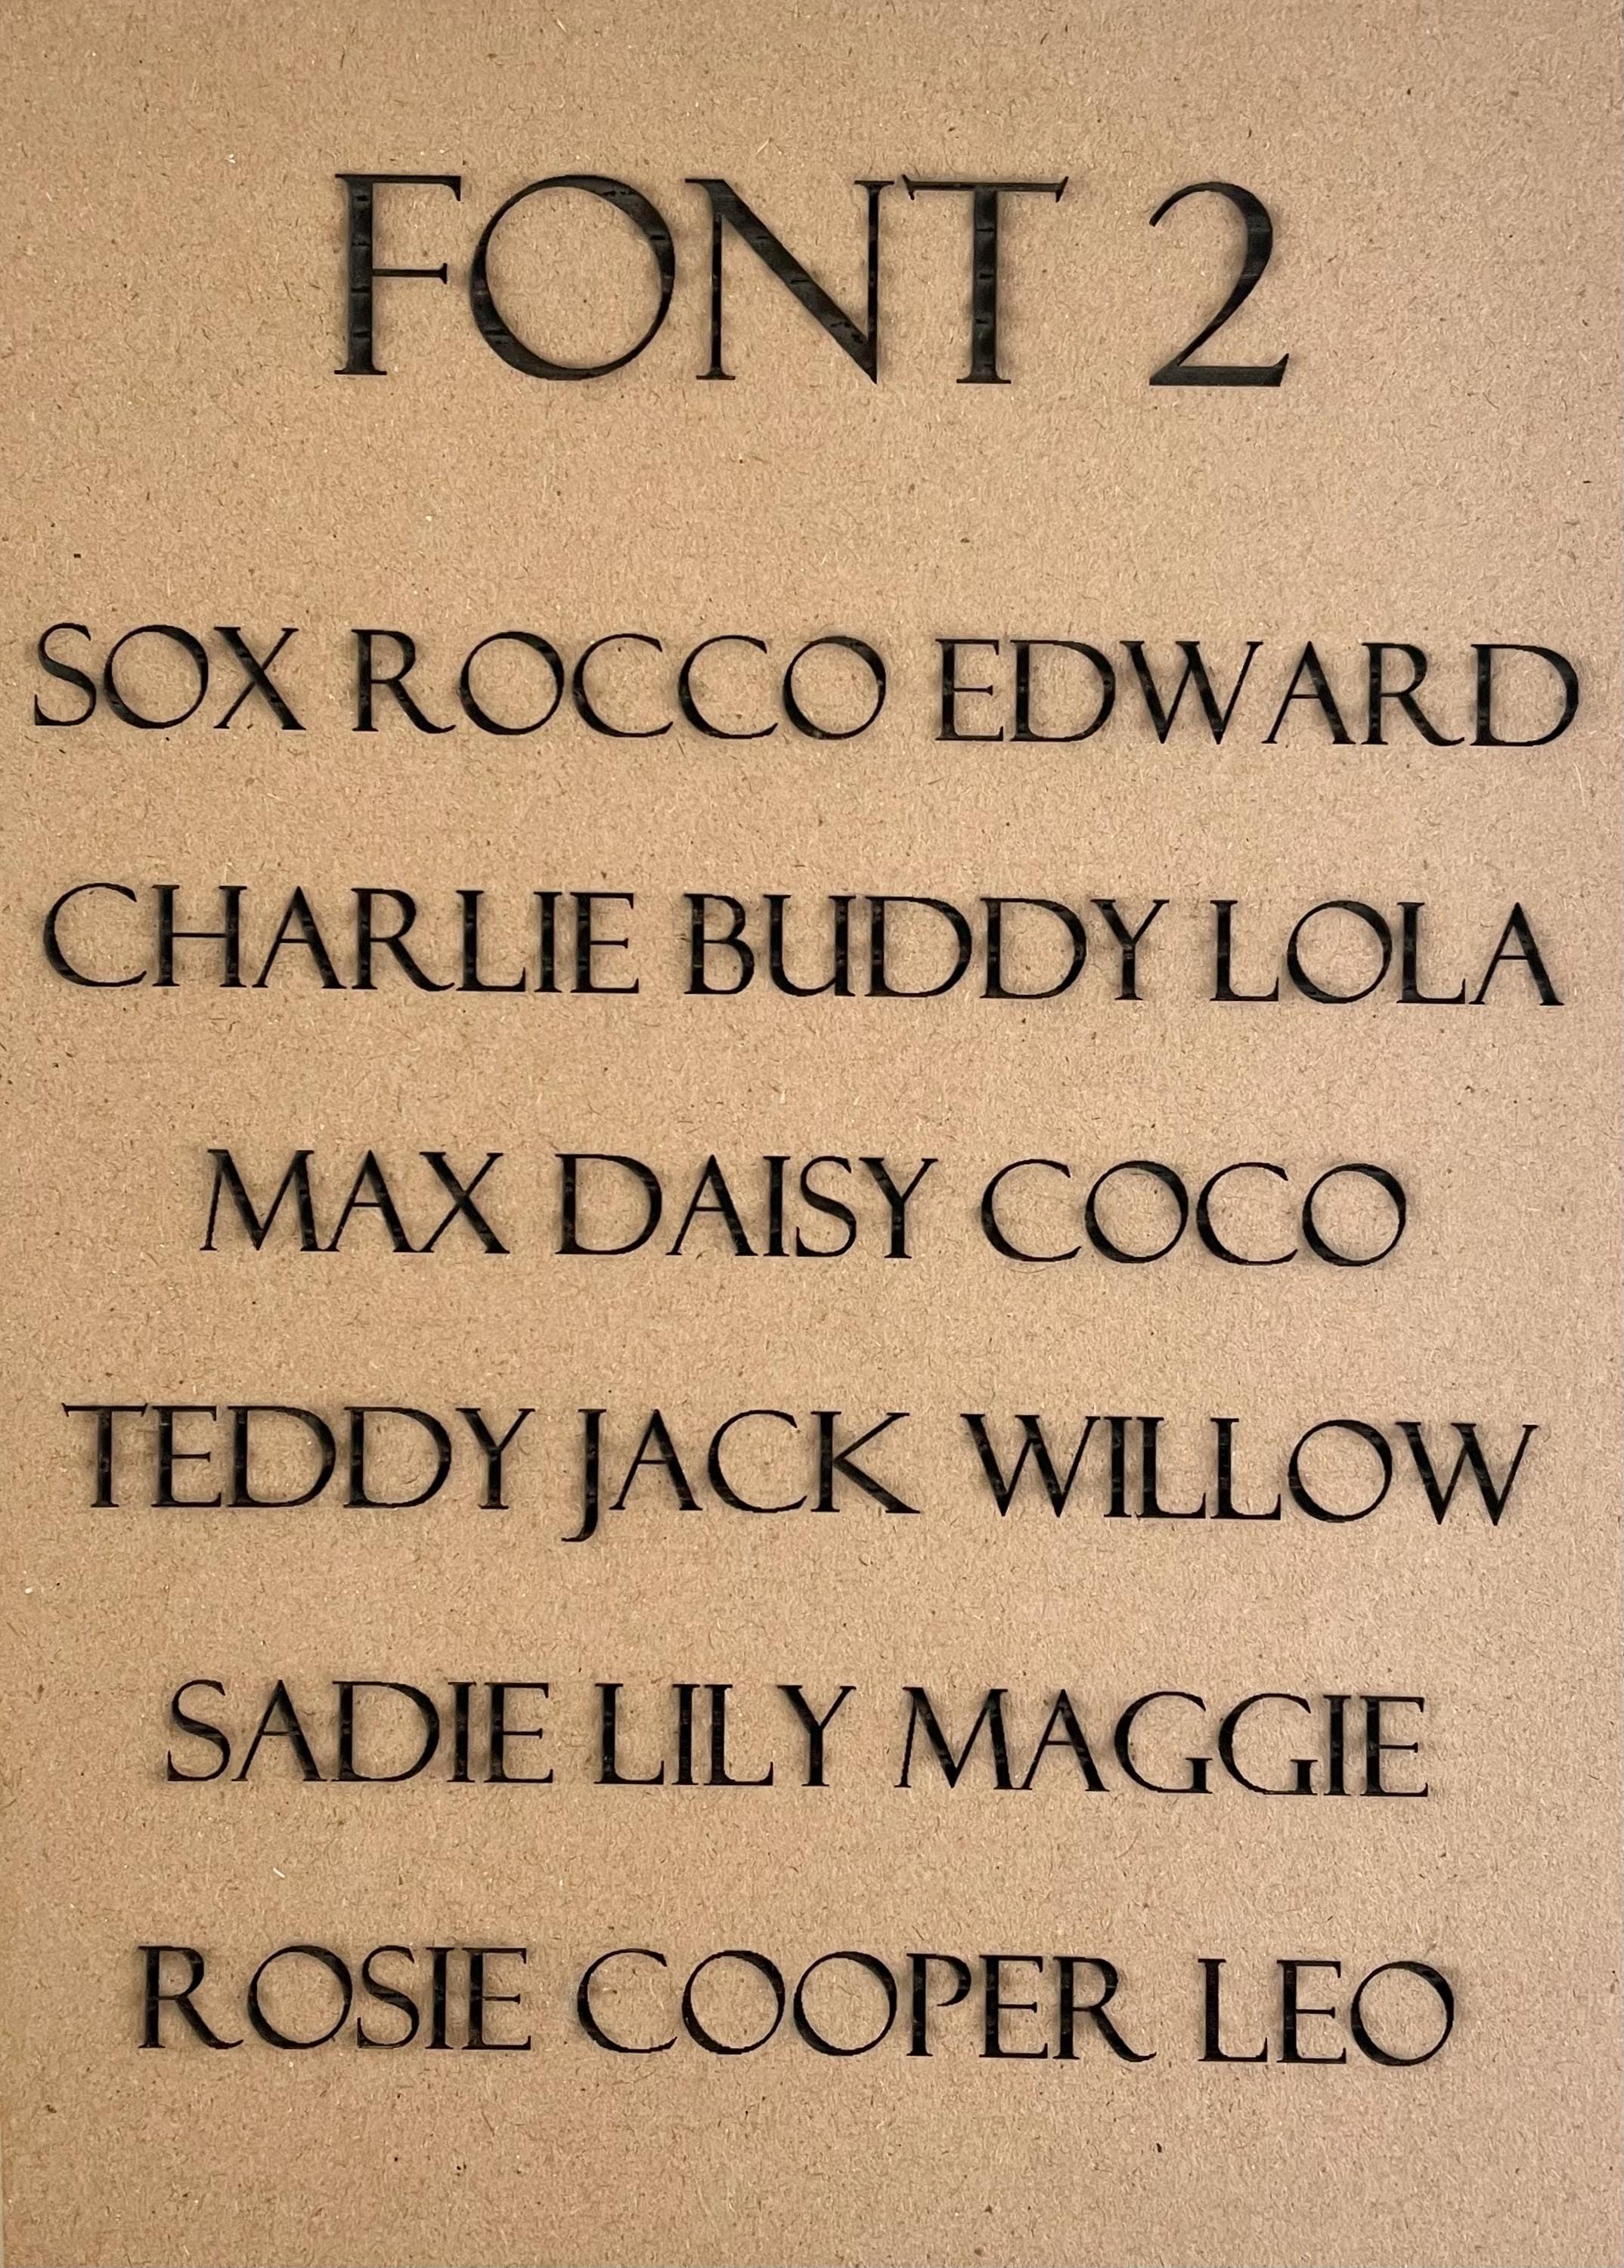 FONT 2
SOX ROCCO EDWARD
CHARLIE BUDDY LOLA
MAX DAISY COCO
TEDDY JACK WILLOW
SADIE LILY MAGGIE
ROSIE COOPER LEO